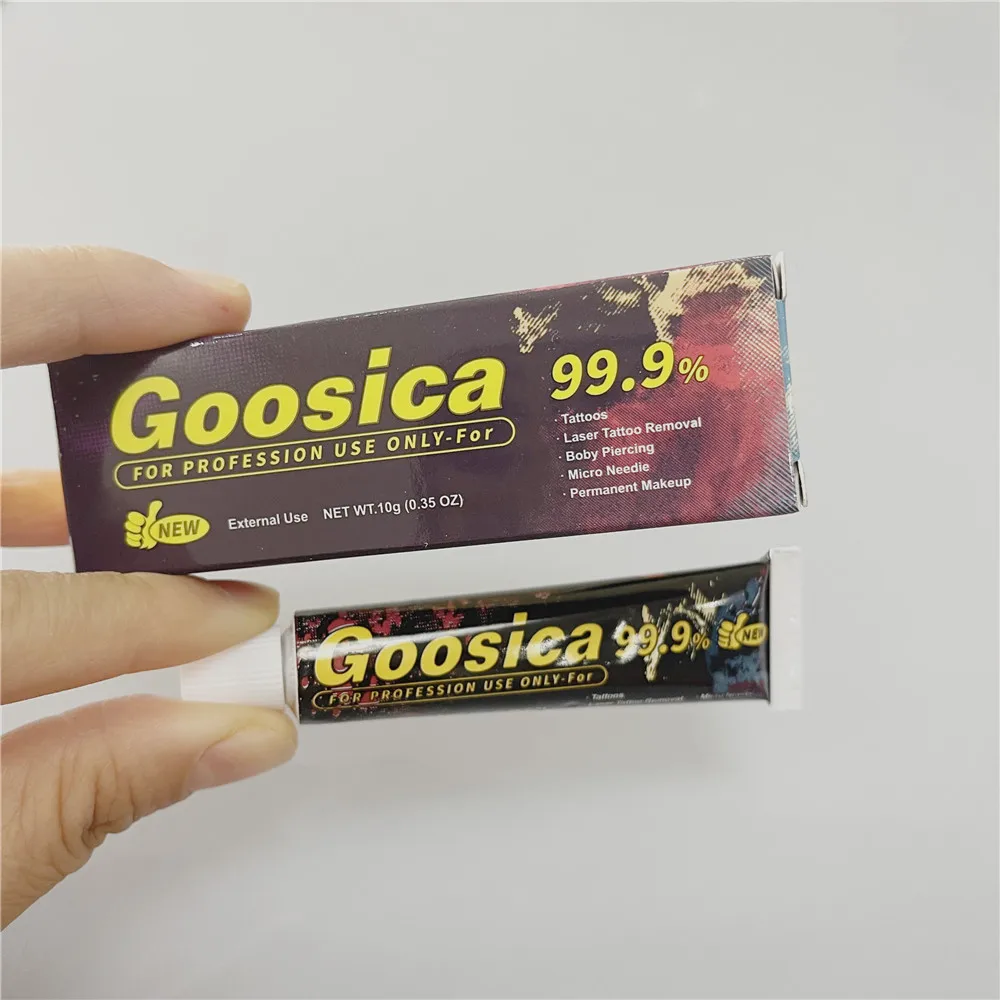 Goosica
FOR PROFESSION USE ONLY-For
NEW
External Use NET WT.10g (0.35 OZ)
99.9%
· Tattoos
· Laser Tattoo Removal
· Boby Piercing
· Micro Needie
· Permanent Makeup
Goosica 99.9% NEW
FOR PROFESSION USE ONLY-For
· Tattoos